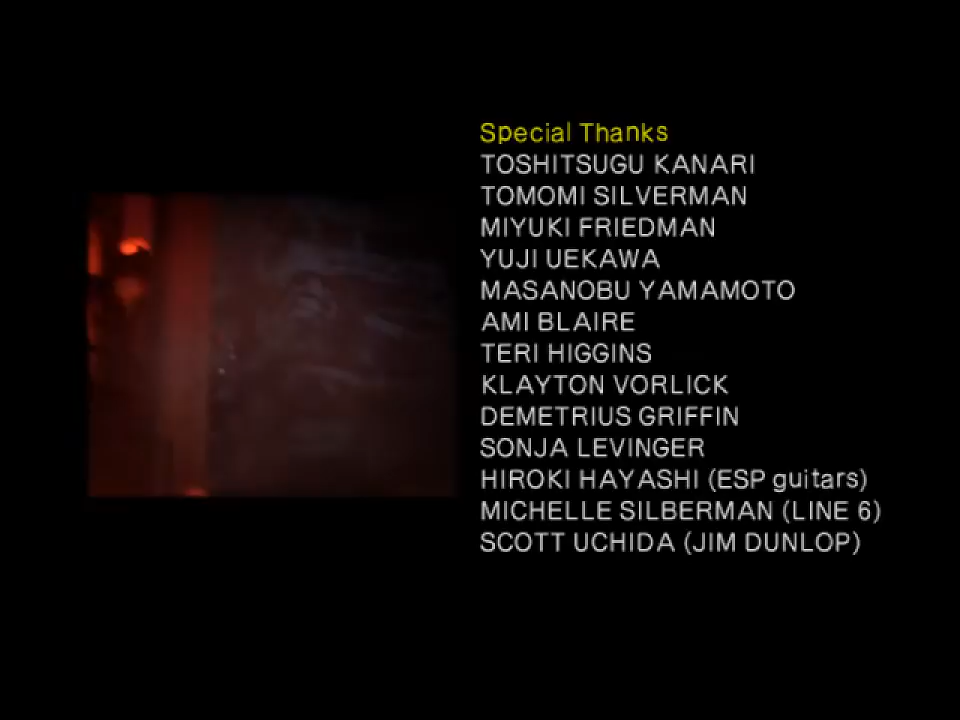 Special Thanks
TOSHITSUGU KANARI
TOMOMI SILVERMAN
MIYUKI FRIEDMAN
YUJI UEKAWA
MASANOBU YAMAMOTO
AMI BLAIRE
TERI HIGGINS
KLAYTON VORLICK
DEMETRIUS GRIFFIN
SONJA LEVINGER
HIROKI HAYASHI (ESP guitars)
MICHELLE SILBERMAN (LINE 6)
SCOTT UCHIDA (JIM DUNLOP)